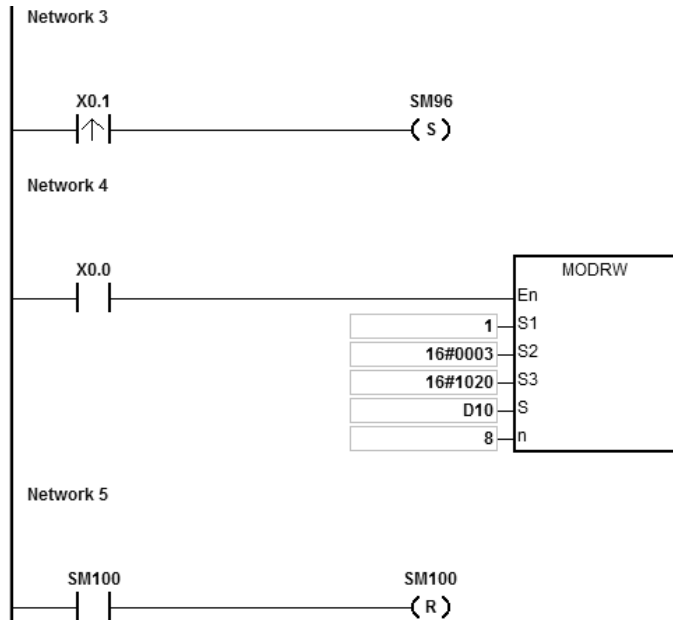 Network 3
X0.1 SM96
S
Network 4
X0.0 MODRW
En
1 S1
16#0003 S2
16#1020 S3
D10 S
8 n
Network 5
SM100 SM100
R